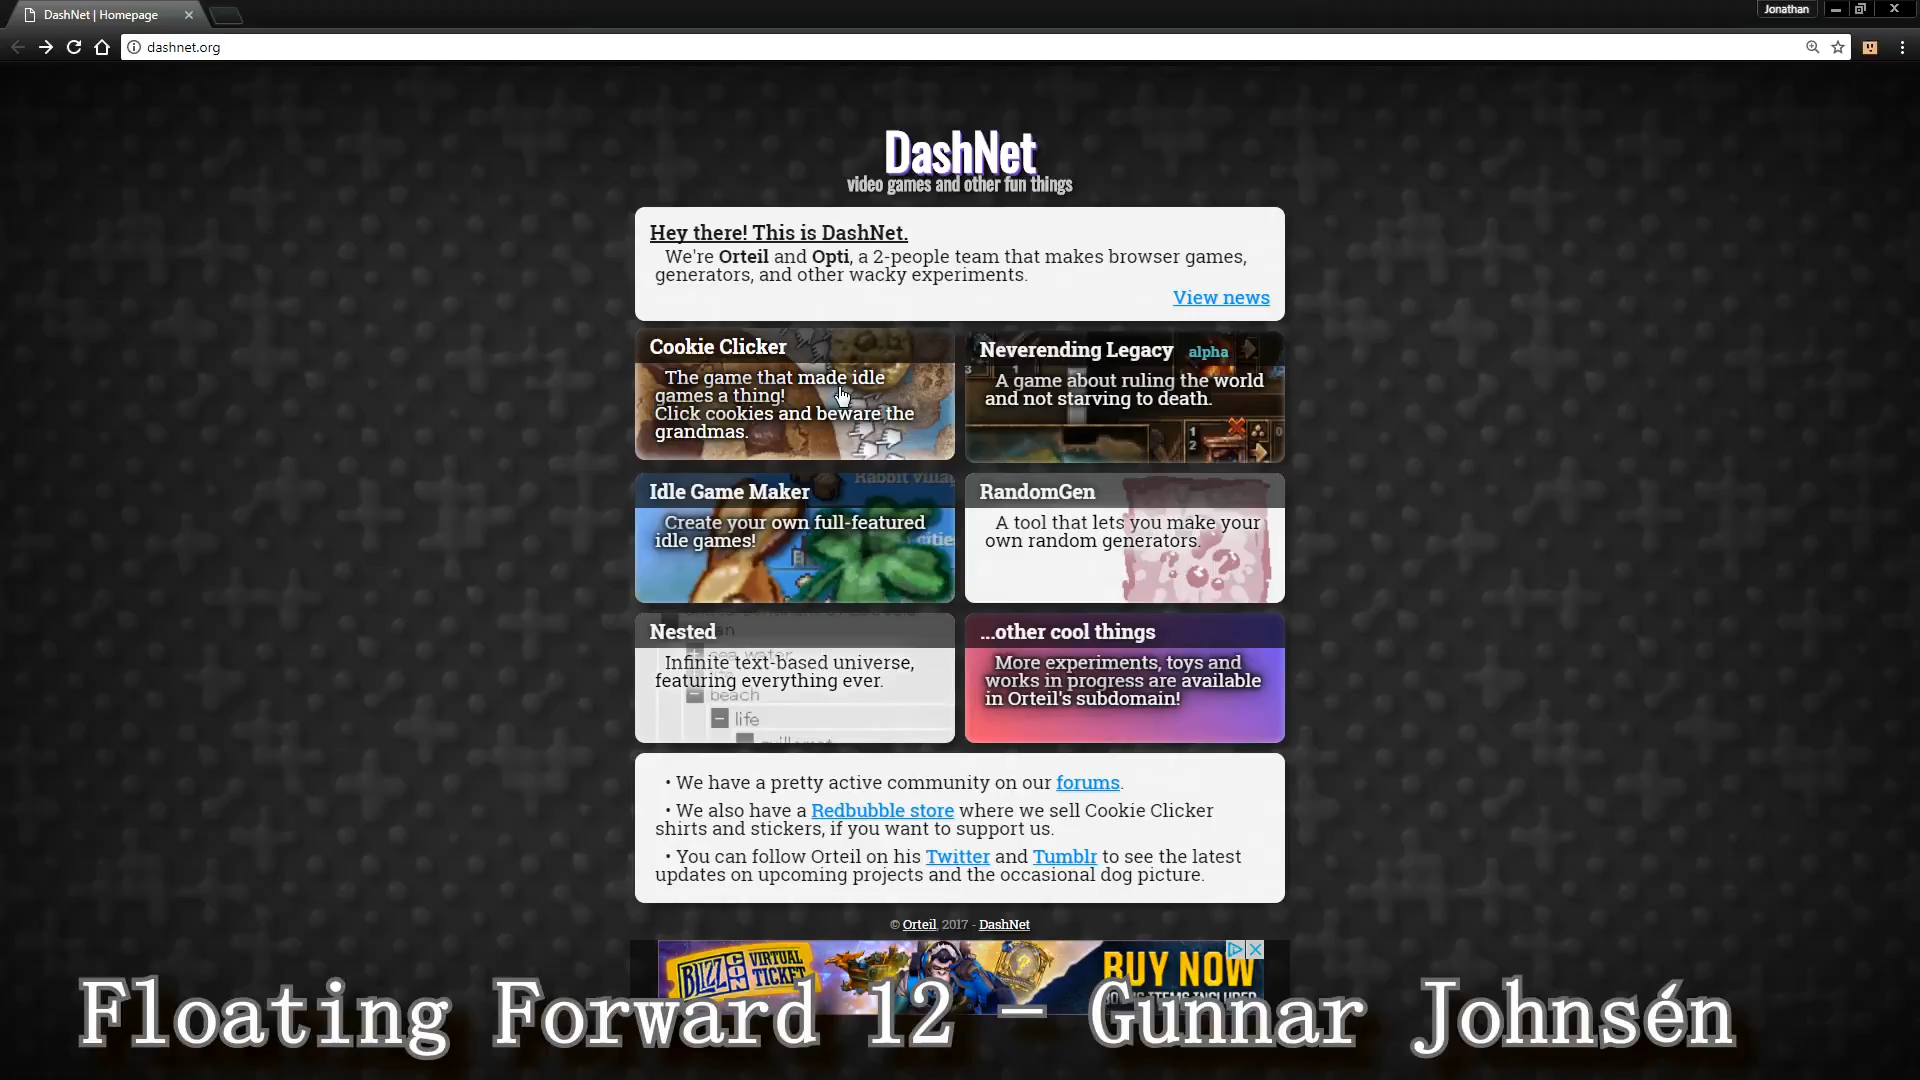 DashNet | Homepage
Jonathan
dashnet.org
DashNet
video games and other fun things
Hey there! This is DashNet.
We're Orteil and Opti, a 2-people team that makes browser games,
generators, and other wacky experiments.
View news
Cookie Clicker
The game that made idle
games a thing!
Click cookies and beware the
grandmas.
Neverending Legacy alpha
A game about ruling the world
and not starving to death.
3 1
1 0
2
Idle Game Maker
Create your own full-featured
idle games!
cities
RandomGen
A tool that lets you make your
own random generators.
Nested
Infinite text-based universe,
featuring everything ever.
beach
life
...other cool things
More experiments, toys and
works in progress are available
in Orteil's subdomain!
• We have a pretty active community on our forums.
• We also have a Redbubble store where we sell Cookie Clicker
shirts and stickers, if you want to support us.
• You can follow Orteil on his Twitter and Tumblr to see the latest
updates on upcoming projects and the occasional dog picture.
© Orteil, 2017 - DashNet
BLIZZCON VIRTUAL
TICKET
BUY NOW
Floating Forward 12 – Gunnar Johnsén